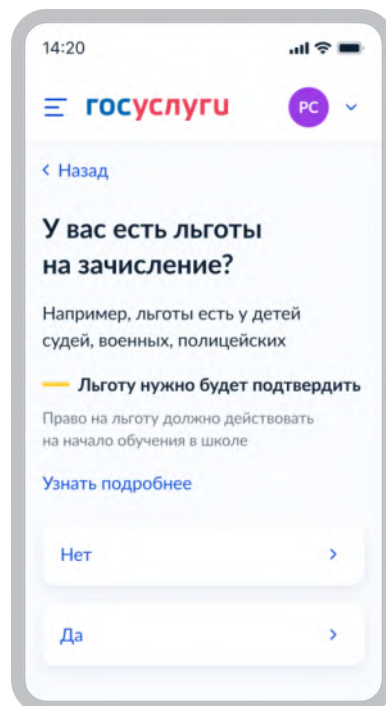 14:20
госуслуги
РС
Назад
У вас есть льготы
на зачисление?
Например, льготы есть у детей
судей, военных, полицейских
Льготу нужно будет подтвердить
Право на льготу должно действовать
на начало обучения в школе
Узнать подробнее
Нет
Да